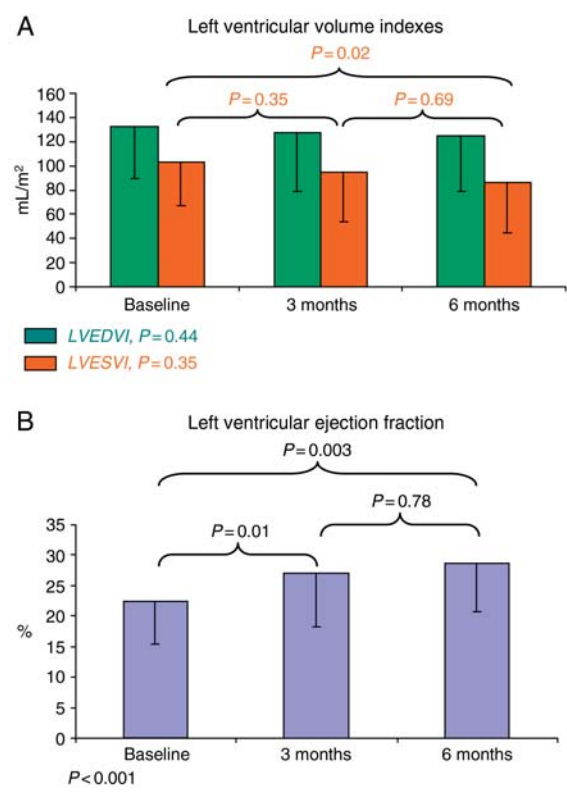 A
Left ventricular volume indexes
P=0.02
P=0.35
P=0.69
160
140
120
100
80
60
40
20
0
mL/m²
Baseline 3 months 6 months
LVEDVI, P=0.44
LVESVI, P=0.35
B
Left ventricular ejection fraction
P=0.003
P=0.78
P=0.01
35
30
25
20
15
10
5
0
%
Baseline 3 months 6 months
P<0.001